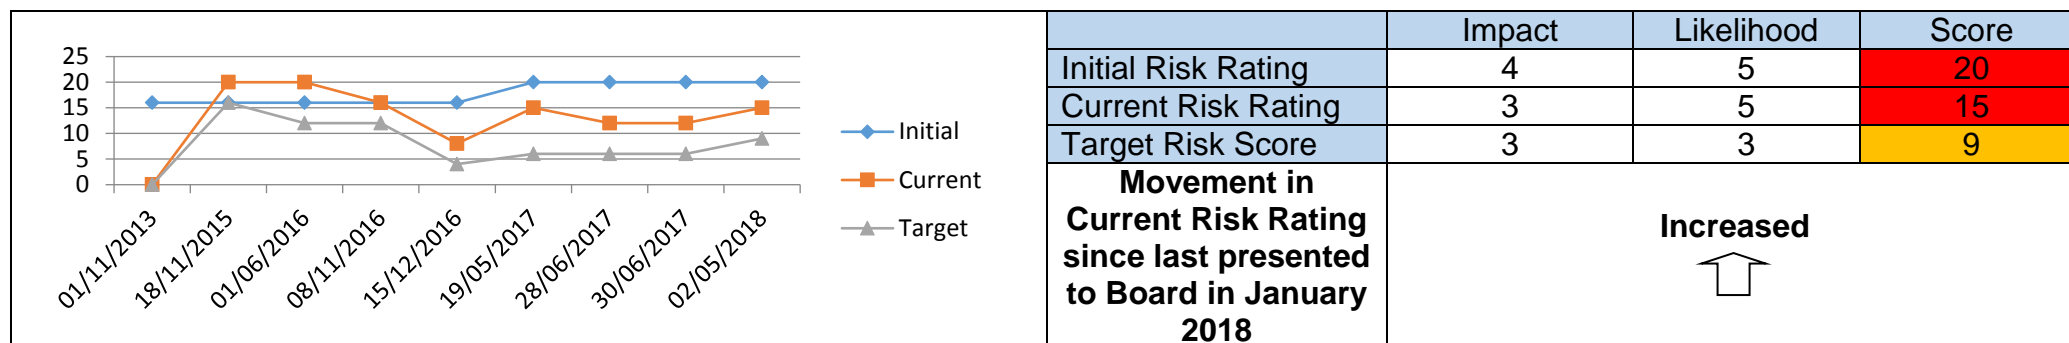 25
20
15
10
5
0
01/11/2013
18/11/2015
01/06/2016
08/11/2016
15/12/2016
19/05/2017
28/06/2017
30/06/2017
02/05/2018
Initial
Current
Target
Impact Likelihood Score
Initial Risk Rating 4 5 20
Current Risk Rating 3 5 15
Target Risk Score 3 3 9
Movement in
Current Risk Rating
since last presented
to Board in January
2018
Increased